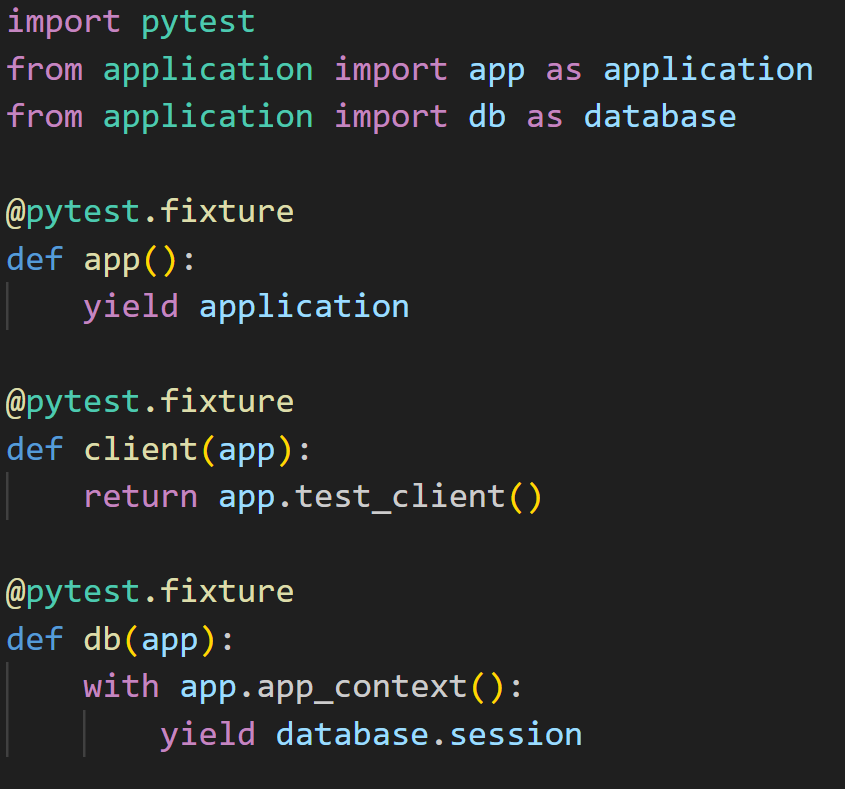 import pytest
from application import app as application
from application import db as database

@pytest.fixture
def app():
    yield application

@pytest.fixture
def client(app):
    return app.test_client()

@pytest.fixture
def db(app):
    with app.app_context():
        yield database.session